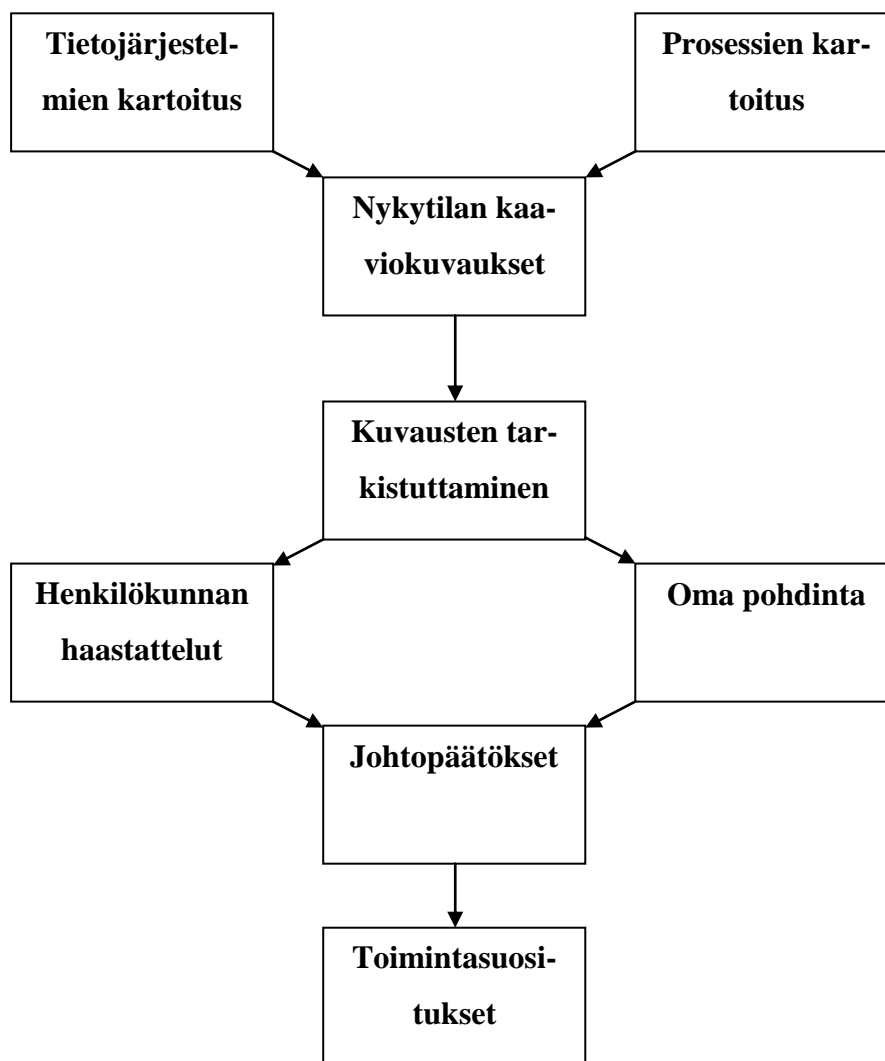 Tietojärjestel-
mien kartoitus
Prosessien kar-
toitus
Nykytilan kaa-
viokuvaukset
Kuvausten tar-
kistuttaminen
Henkilökunnan
haastattelut
Oma pohdinta
Johtopäätökset
Toimintasuosi-
tukset